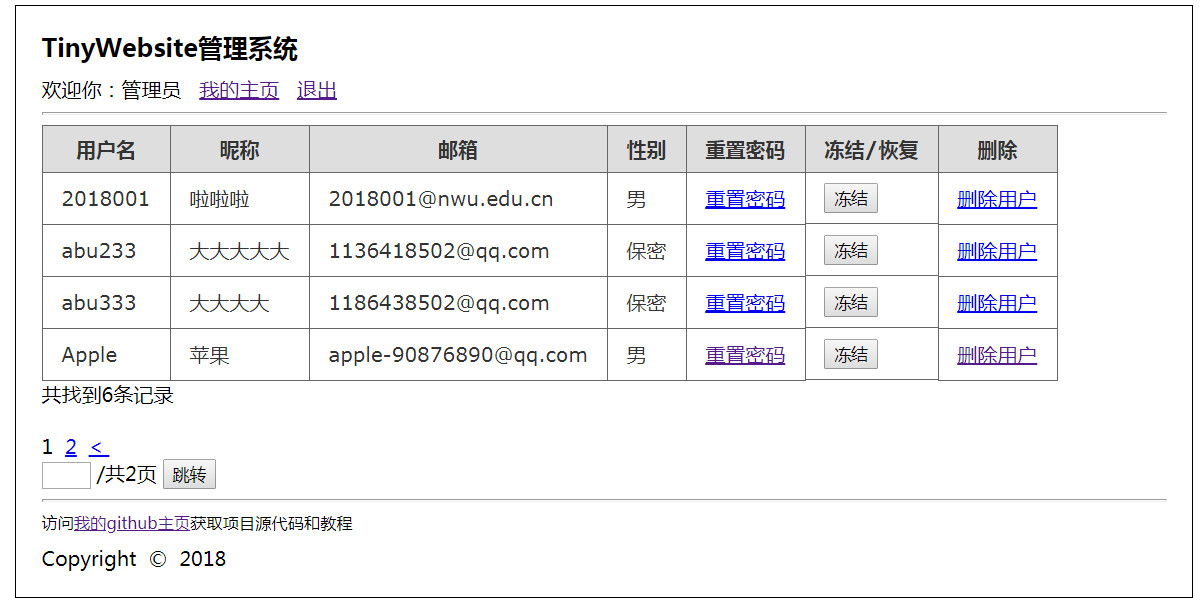 TinyWebsite管理系统
欢迎你：管理员 我的主页 退出
用户名 昵称 邮箱 性别 重置密码 冻结/恢复 删除
2018001 啦啦啦 2018001@nwu.edu.cn 男 重置密码 冻结 删除用户
abu233 大大大大大 1136418502@qq.com 保密 重置密码 冻结 删除用户
abu333 大大大大 1186438502@qq.com 保密 重置密码 冻结 删除用户
Apple 苹果 apple-90876890@qq.com 男 重置密码 冻结 删除用户
共找到6条记录
1 2 <
/共2页 跳转
访问我的github主页获取项目源代码和教程
Copyright © 2018